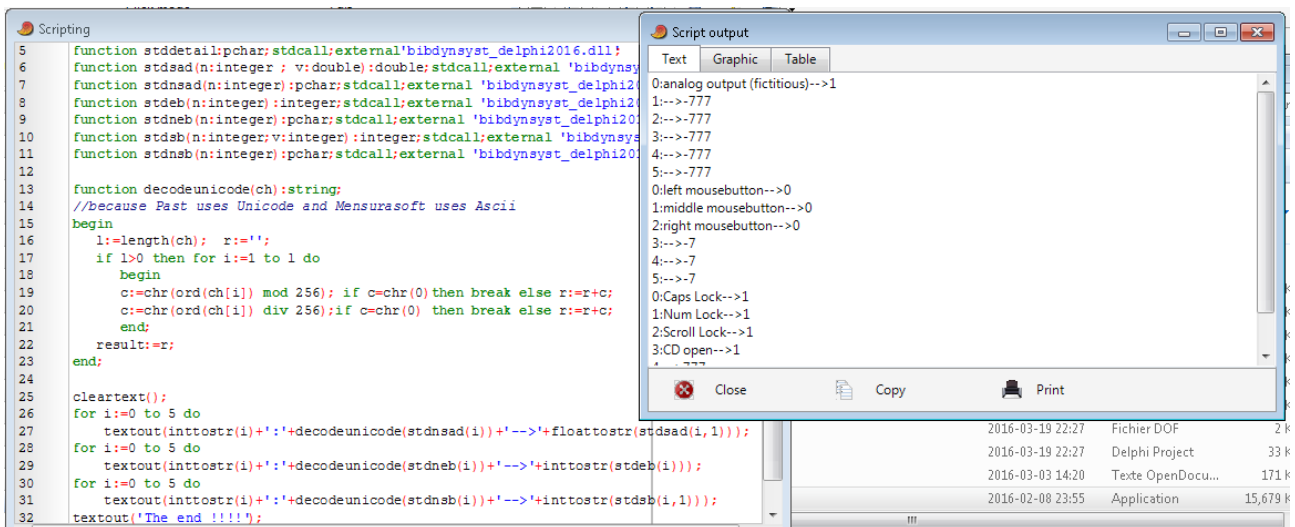 Scripting
5 function stddetail:pchar;stdcall;external'bibdynsyst_delphi2016.dll';
6 function stdsad(n:integer ; v:double):double;stdcall;external 'bibdynsy
7 function stdnsad(n:integer):pchar;stdcall;external 'bibdynsyst_delphi2
8 function stdeb(n:integer):integer;stdcall;external 'bibdynsyst_delphi2
9 function stdneb(n:integer):pchar;stdcall;external 'bibdynsyst_delphi20
10 function stdsb(n:integer;v:integer):integer;stdcall;external 'bibdynsys
11 function stdnsb(n:integer):pchar;stdcall;external 'bibdynsyst_delphi201
12
13 function decodeunicode(ch):string;
14 //because Past uses Unicode and Mensurasoft uses Ascii
15 begin
16 l:=length(ch); r:='';
17 if l>0 then for i:=1 to l do
18 begin
19 c:=chr(ord(ch[i]) mod 256); if c=chr(0)then break else r:=r+c;
20 c:=chr(ord(ch[i]) div 256);if c=chr(0) then break else r:=r+c;
21 end;
22 result:=r;
23 end;
24
25 cleartext();
26 for i:=0 to 5 do
27 textout(inttostr(i)+':'+decodeunicode(stdnsad(i))+'-->'+floattostr(stdsad(i,1)));
28 for i:=0 to 5 do
29 textout(inttostr(i)+':'+decodeunicode(stdneb(i))+'-->'+inttostr(stdeb(i)));
30 for i:=0 to 5 do
31 textout(inttostr(i)+':'+decodeunicode(stdnsb(i))+'-->'+inttostr(stdsb(i,1)));
32 textout('The end !!!!');
Script output
Text Graphic Table
0:analog output (fictitious)-->1
1:-->-777
2:-->-777
3:-->-777
4:-->-777
5:-->-777
0:left mousebutton-->0
1:middle mousebutton-->0
2:right mousebutton-->0
3:-->-7
4:-->-7
5:-->-7
0:Caps Lock-->1
1:Num Lock-->1
2:Scroll Lock-->1
3:CD open-->1
Close Copy Print
2016-03-19 22:27 Fichier DOF 2 K
2016-03-19 22:27 Delphi Project 33 K
2016-03-03 14:20 Texte OpenDocu... 171 K
2016-02-08 23:55 Application 15,679 K